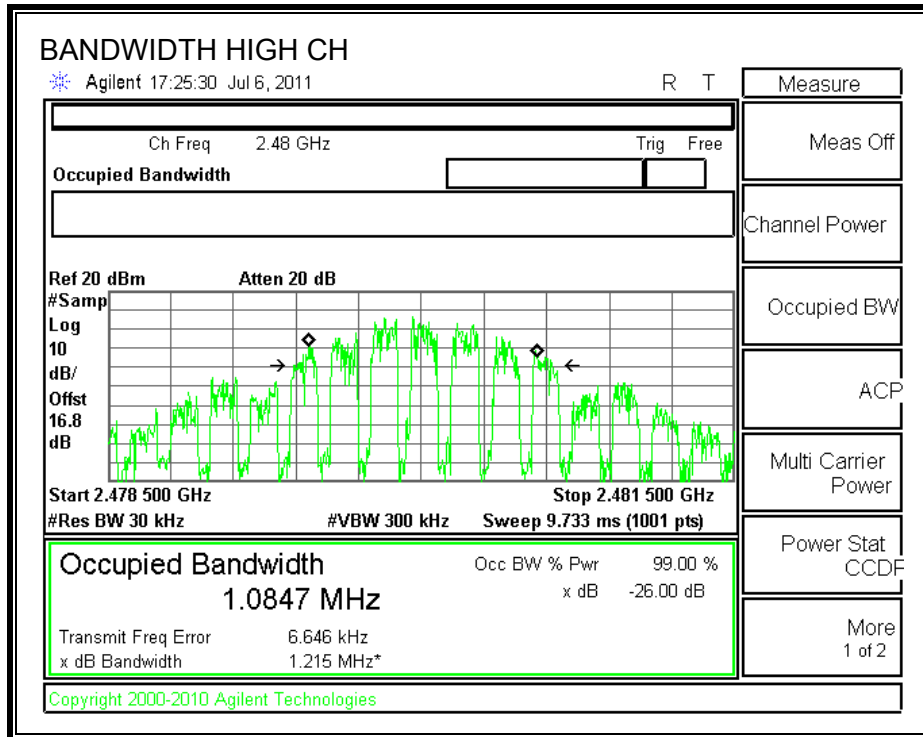 BANDWIDTH HIGH CH
Agilent 17:25:30 Jul 6, 2011 R T
Measure
Ch Freq 2.48 GHz Trig Free
Occupied Bandwidth
Meas Off
Channel Power
Occupied BW
ACP
Multi Carrier
Power
Power Stat
CCDF
More
1 of 2
Ref 20 dBm Atten 20 dB
#Samp
Log
10
dB/
Offst
16.8
dB
Start 2.478 500 GHz Stop 2.481 500 GHz
#Res BW 30 kHz #VBW 300 kHz Sweep 9.733 ms (1001 pts)
Occupied Bandwidth
1.0847 MHz
Occ BW % Pwr 99.00 %
x dB -26.00 dB
Transmit Freq Error 6.646 kHz
x dB Bandwidth 1.215 MHz*
Copyright 2000-2010 Agilent Technologies